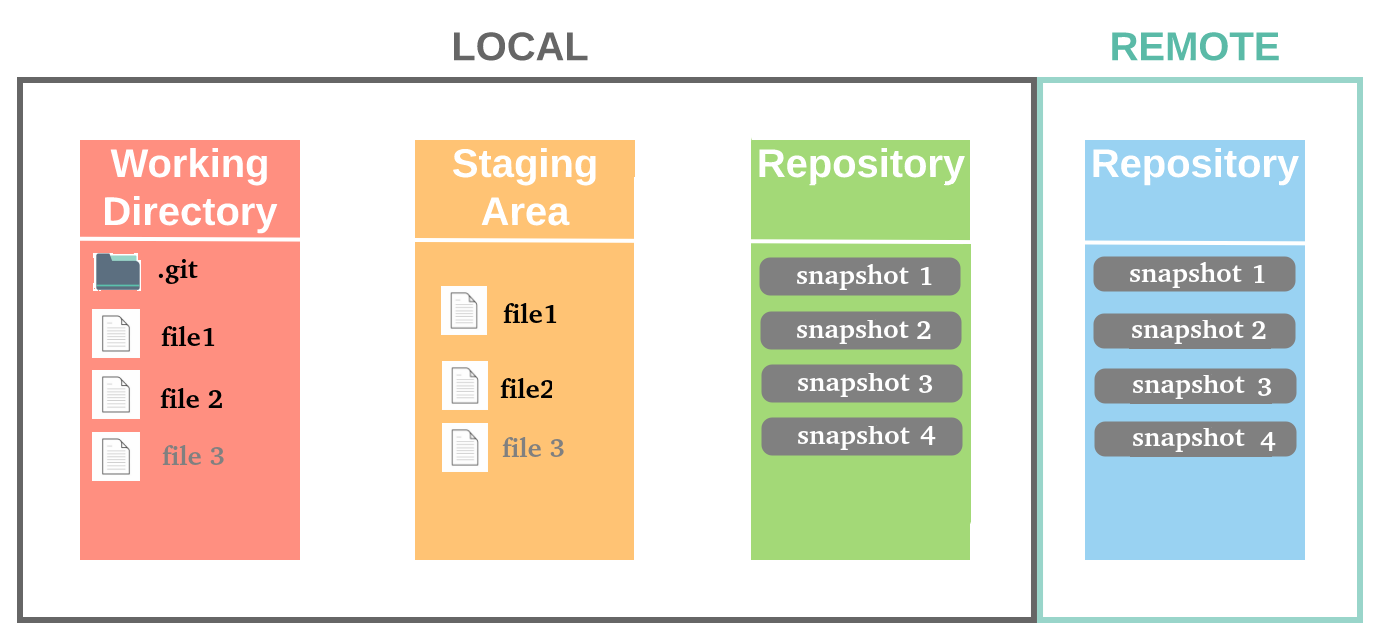 LOCAL
REMOTE
Working
Directory
.git
file1
file 2
file 3
Staging
Area
file1
file2
file 3
Repository
snapshot 1
snapshot 2
snapshot 3
snapshot 4
Repository
snapshot 1
snapshot 2
snapshot 3
snapshot 4